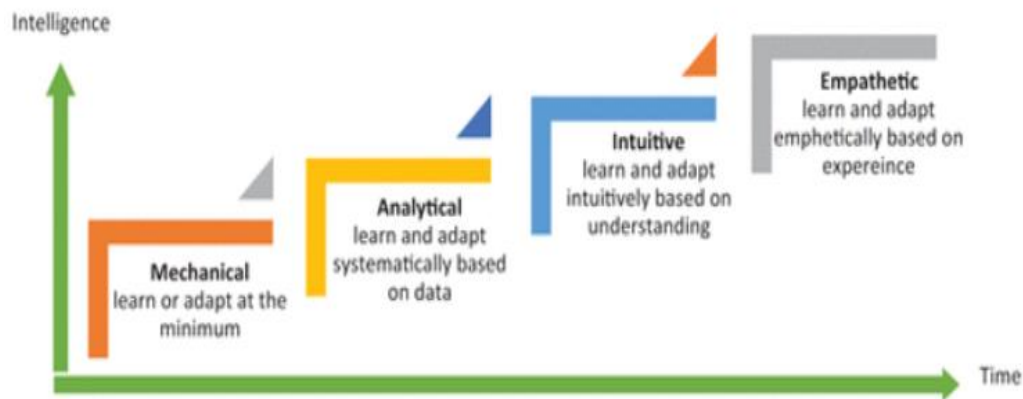 Intelligence
Mechanical
learn or adapt at the
minimum
Analytical
learn and adapt
systematically based
on data
Intuitive
learn and adapt
intuitively based on
understanding
Empathetic
learn and adapt
emphetically based on
expereince
Time